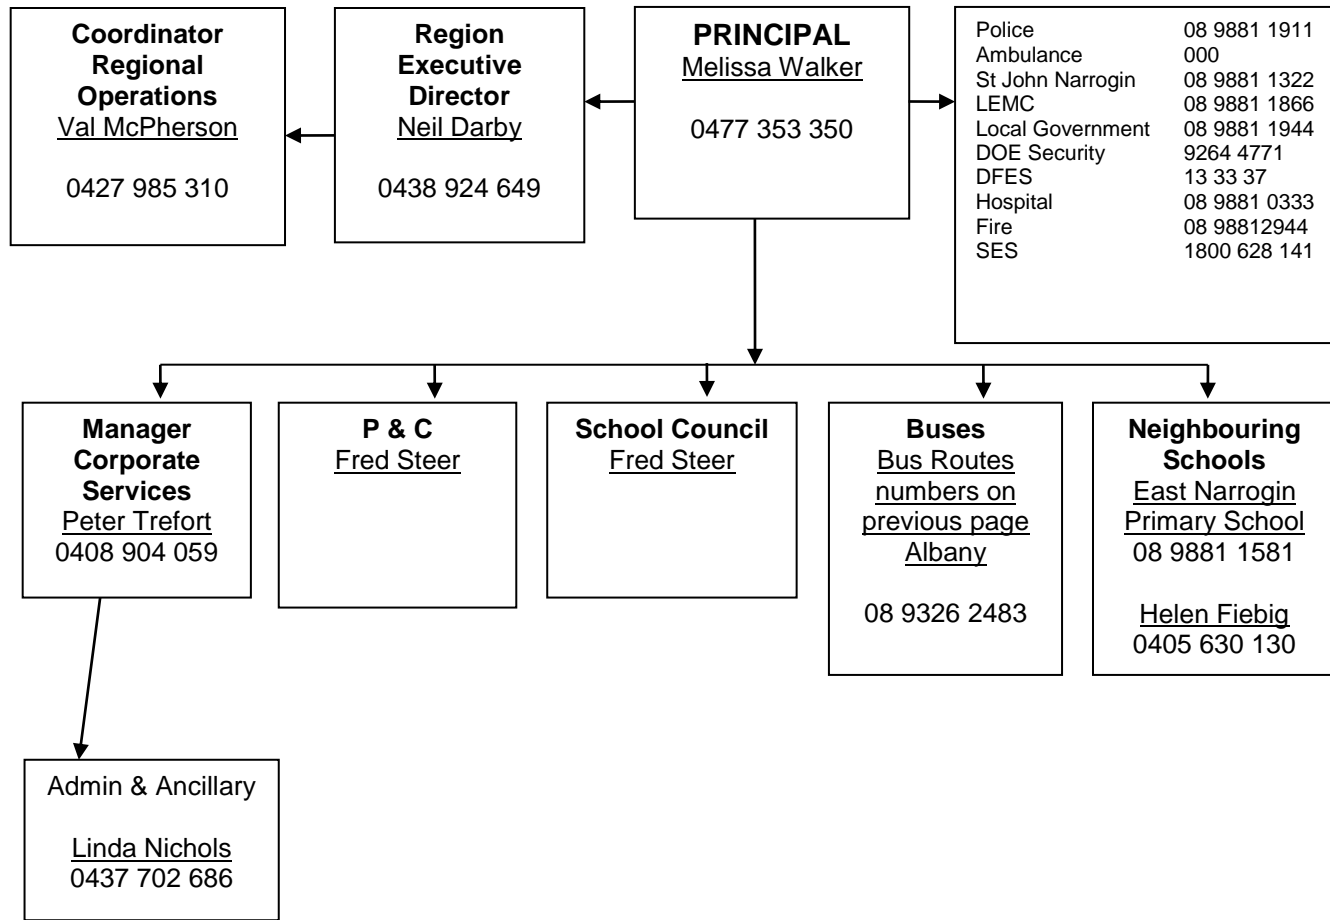 Coordinator
Regional
Operations
Val McPherson
0427 985 310
Region
Executive
Director
Neil Darby
0438 924 649
PRINCIPAL
Melissa Walker
0477 353 350
Police 08 9881 1911
Ambulance 000
St John Narrogin 08 9881 1322
LEMC 08 9881 1866
Local Government 08 9881 1944
DOE Security 9264 4771
DFES 13 33 37
Hospital 08 9881 0333
Fire 08 98812944
SES 1800 628 141
Manager
Corporate
Services
Peter Trefort
0408 904 059
P & C
Fred Steer
School Council
Fred Steer
Buses
Bus Routes
numbers on
previous page
Albany
08 9326 2483
Neighbouring
Schools
East Narrogin
Primary School
08 9881 1581
Helen Fiebig
0405 630 130
Admin & Ancillary
Linda Nichols
0437 702 686